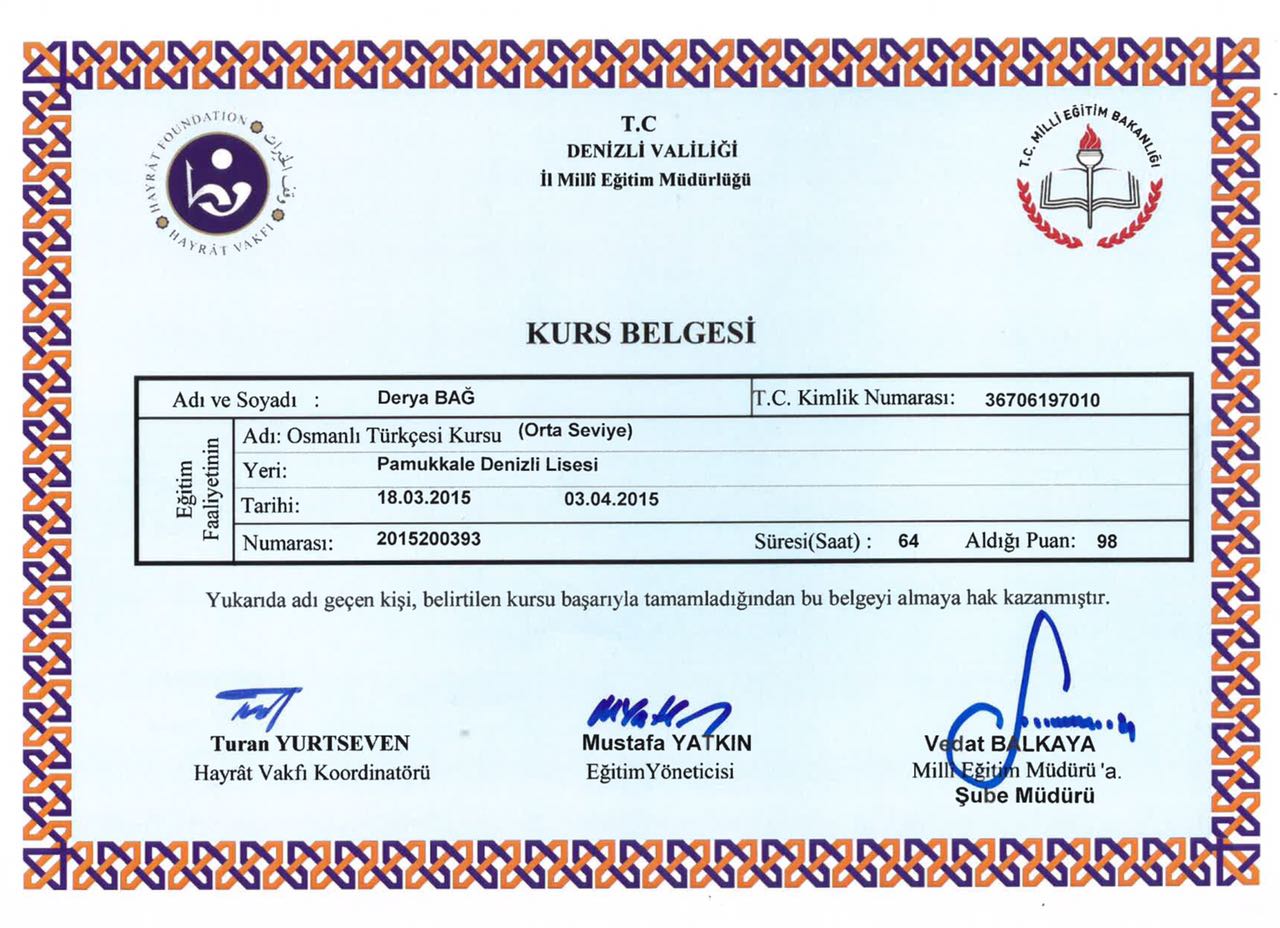 HAYRÂT FOUNDATION
وقف الخيرات
HAYRÂT VAKFI
T.C
DENİZLİ VALİLİĞİ
İl Millî Eğitim Müdürlüğü
T.C. MİLLİ EĞİTİM BAKANLIĞI
KURS BELGESİ
Adı ve Soyadı : Derya BAĞ T.C. Kimlik Numarası: 36706197010
Eğitim
Faaliyetinin
Adı: Osmanlı Türkçesi Kursu (Orta Seviye)
Yeri: Pamukkale Denizli Lisesi
Tarihi: 18.03.2015 03.04.2015
Numarası: 2015200393 Süresi(Saat) : 64 Aldığı Puan: 98
Yukarıda adı geçen kişi, belirtilen kursu başarıyla tamamladığından bu belgeyi almaya hak kazanmıştır.
Turan YURTSEVEN Mustafa YATKIN Vedat BALKAYA
Hayrât Vakfı Koordinatörü EğitimYöneticisi Millî Eğitim Müdürü 'a.
Şube Müdürü